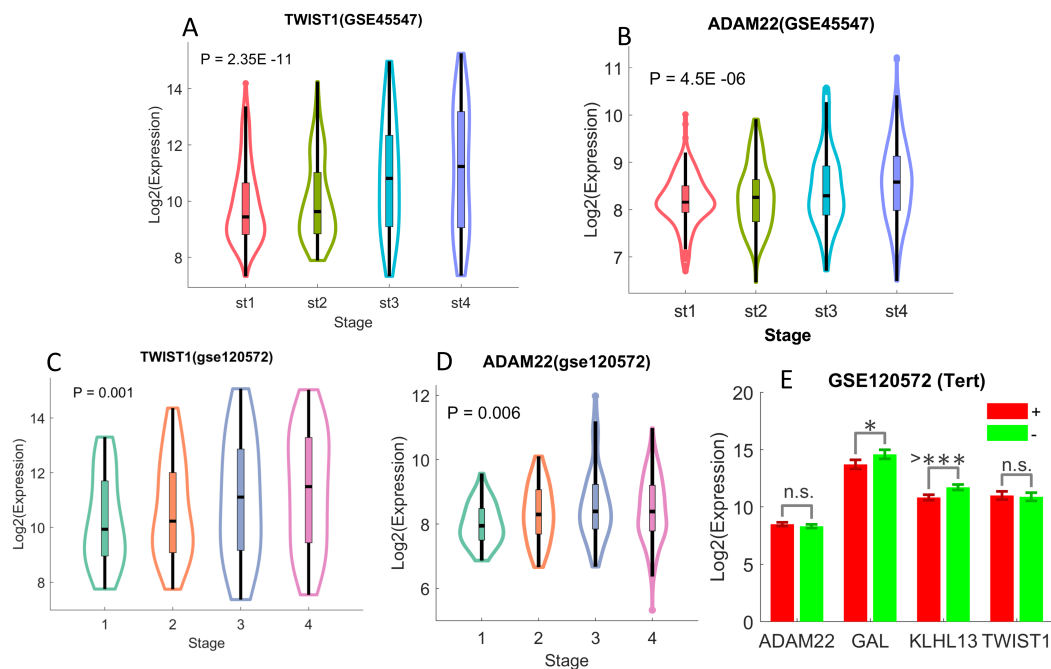 A
TWIST1(GSE45547)
P = 2.35E -11
Log2(Expression)
14
12
10
8
st1 st2 st3 st4
Stage
B
ADAM22(GSE45547)
P = 4.5E -06
Log2(Expression)
11
10
9
8
7
st1 st2 st3 st4
Stage
C
TWIST1(gse120572)
P = 0.001
Log2(Expression)
14
12
10
8
1 2 3 4
Stage
D
ADAM22(gse120572)
P = 0.006
Log2(Expression)
12
10
8
6
1 2 3 4
Stage
E
GSE120572 (Tert)
+
-
Log2(Expression)
20
15
10
5
0
n.s.
*
>***
n.s.
ADAM22 GAL KLHL13 TWIST1